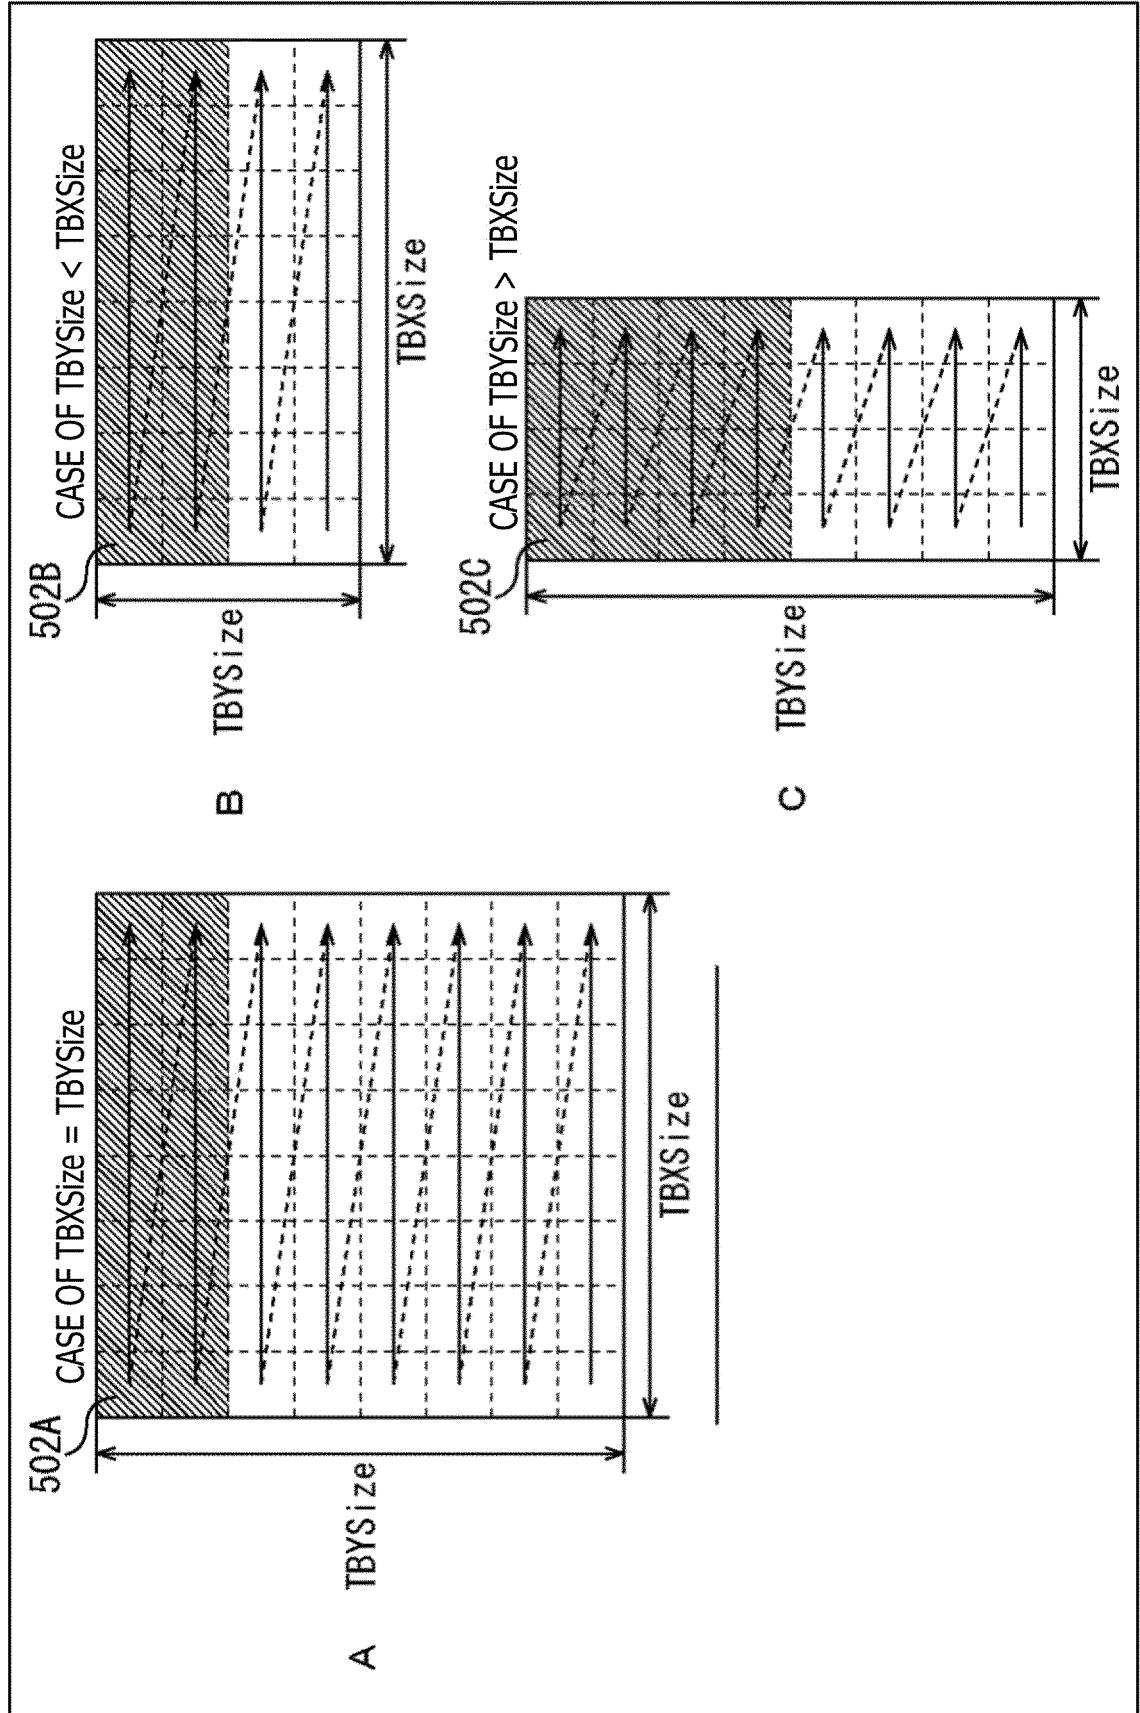 A
502A
CASE OF TBXSize = TBYSize
TBYSize
TBXSize
B
502B
CASE OF TBYSize < TBXSize
TBYSize
TBXSize
C
502C
CASE OF TBYSize > TBXSize
TBYSize
TBXSize